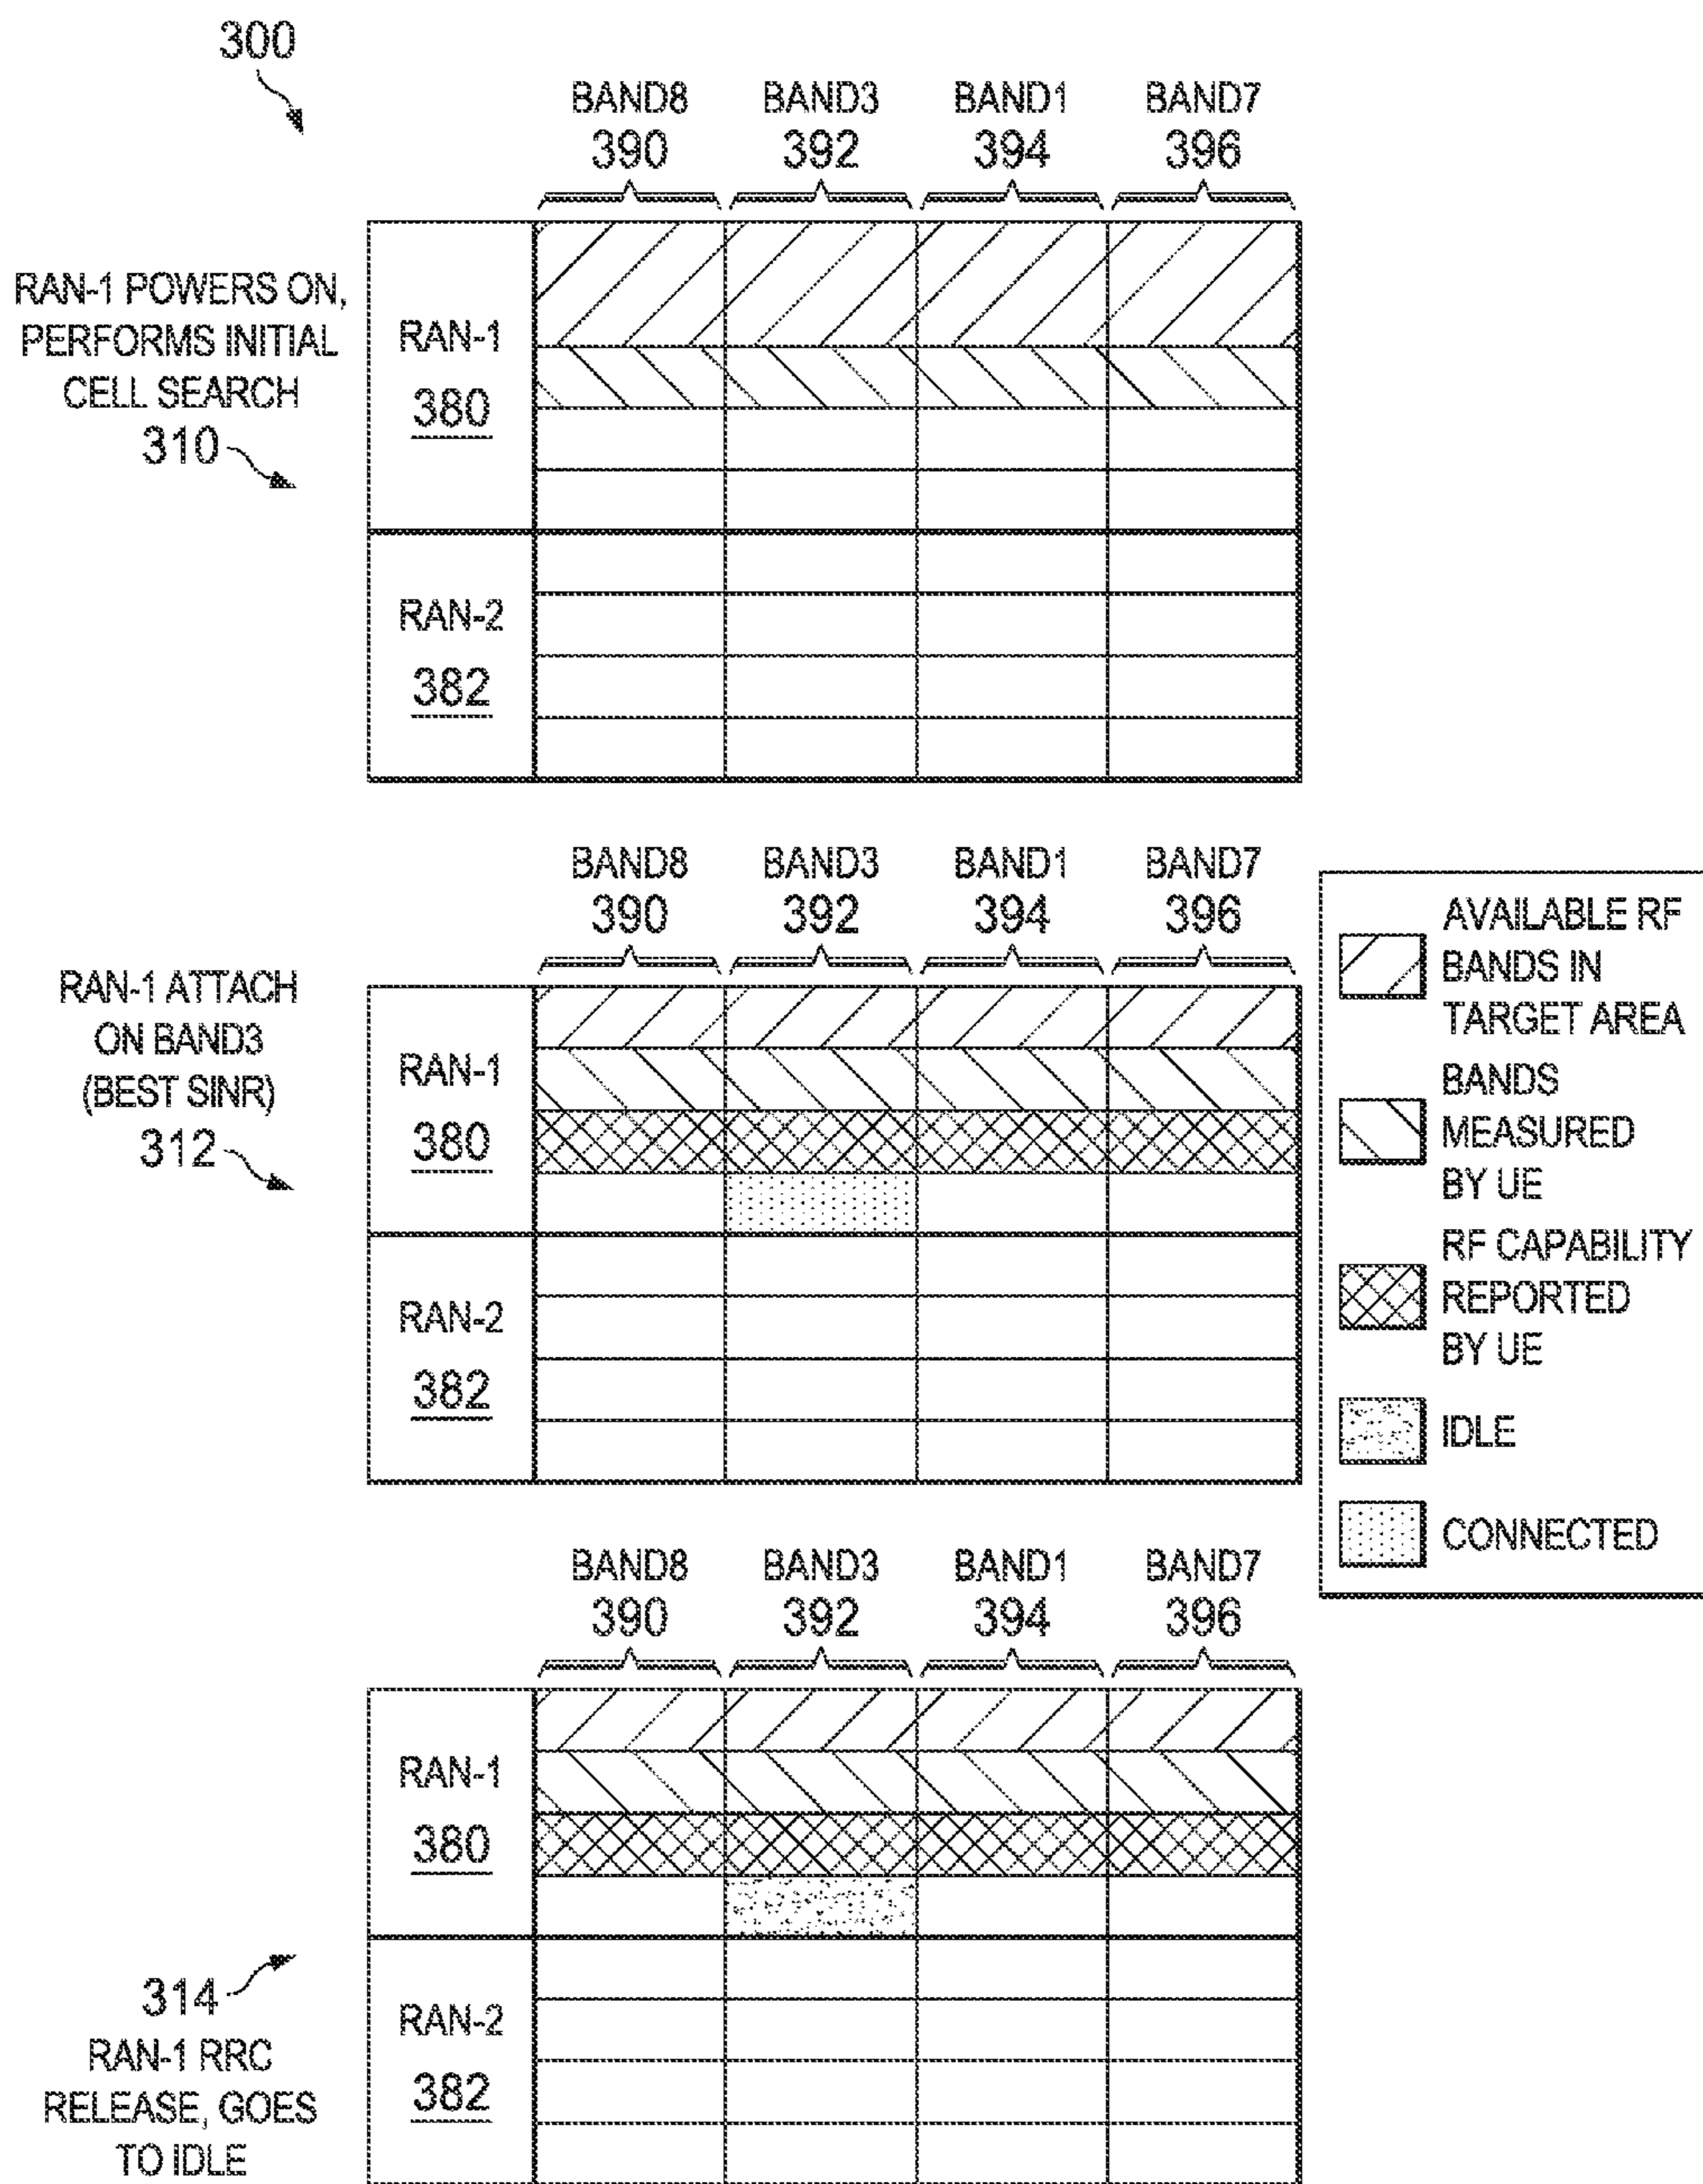 300
BAND8 BAND3 BAND1 BAND7
390 392 394 396
RAN-1 POWERS ON,
PERFORMS INITIAL
CELL SEARCH
310
RAN-1
380
RAN-2
382
BAND8 BAND3 BAND1 BAND7
390 392 394 396
RAN-1 ATTACH
ON BAND3
(BEST SINR)
312
RAN-1
380
RAN-2
382
AVAILABLE RF
BANDS IN
TARGET AREA
BANDS
MEASURED
BY UE
RF CAPABILITY
REPORTED
BY UE
IDLE
CONNECTED
BAND8 BAND3 BAND1 BAND7
390 392 394 396
RAN-1
380
314
RAN-1 RRC
RELEASE, GOES
TO IDLE
RAN-2
382